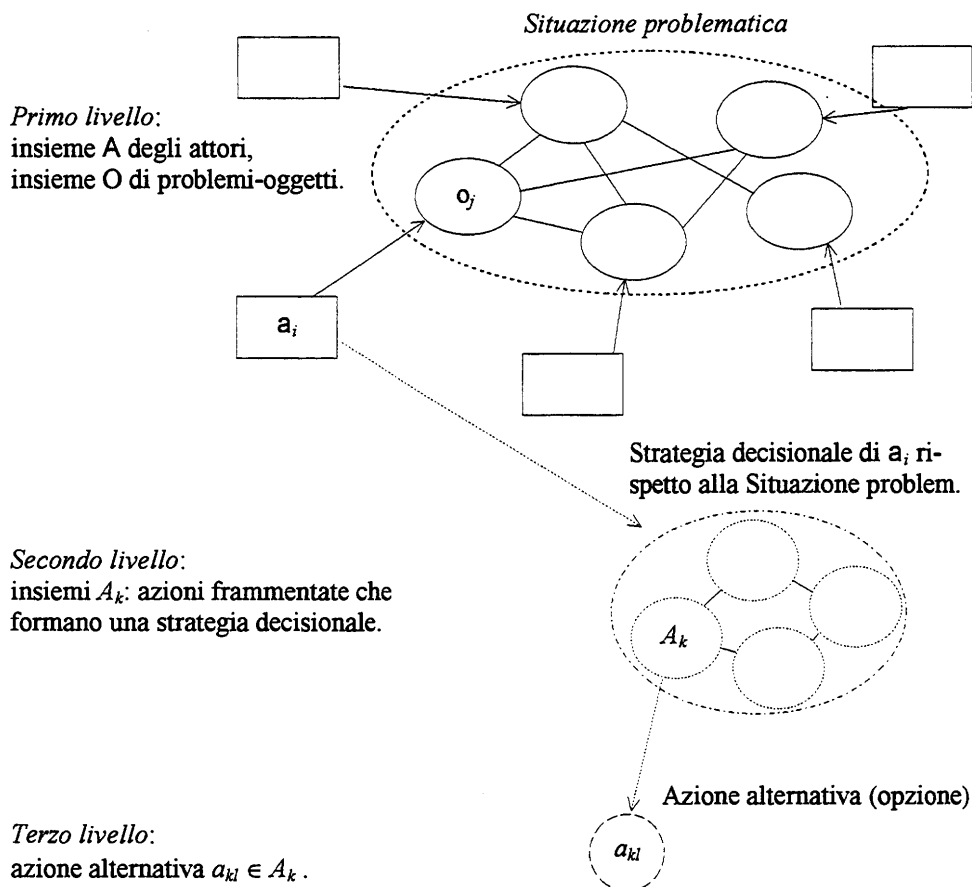 Situazione problematica
Primo livello:
insieme A degli attori,
insieme O di problemi-oggetti.
oⱼ
aᵢ
Strategia decisionale di aᵢ ri-
spetto alla Situazione problem.
Secondo livello:
insiemi Aₖ: azioni frammentate che
formano una strategia decisionale.
Aₖ
Azione alternativa (opzione)
aₖₗ
Terzo livello:
azione alternativa aₖₗ ∈ Aₖ .